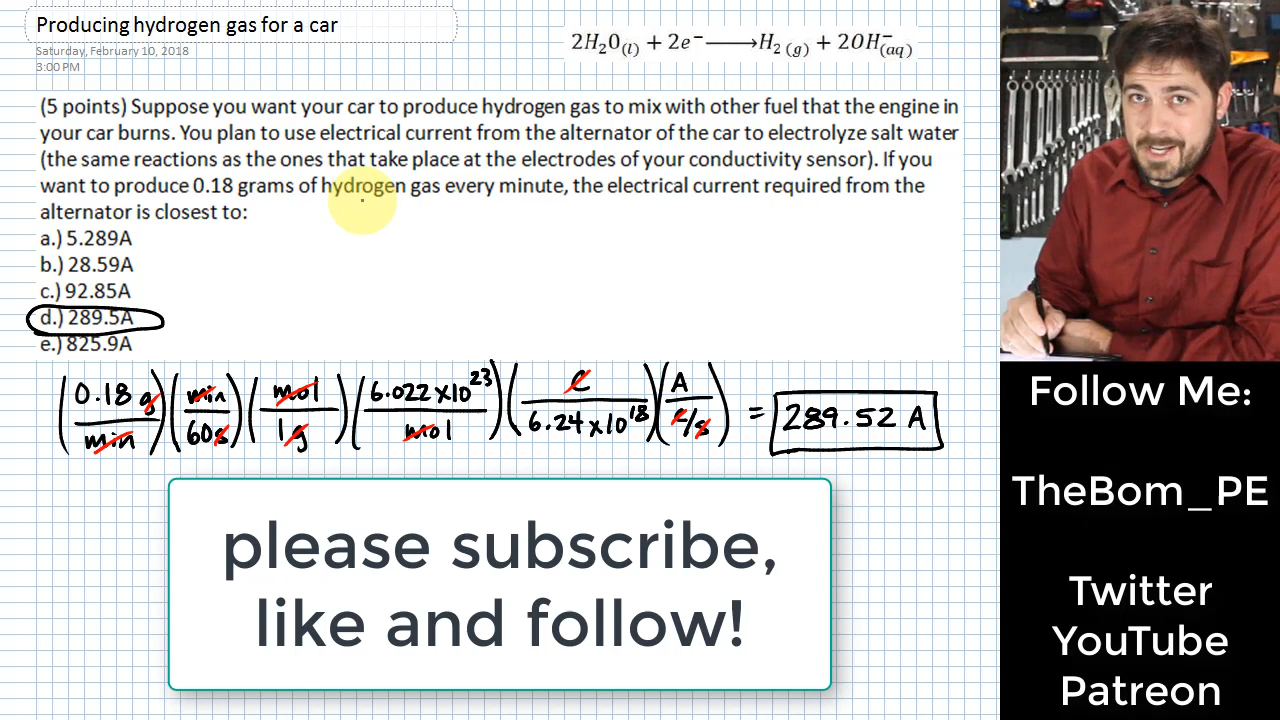 Producing hydrogen gas for a car
Saturday, February 10, 2018
3:00 PM
2H₂O₍l₎ + 2e⁻ ⟶ H₂ ₍g₎ + 2OH⁻₍aq₎
(5 points) Suppose you want your car to produce hydrogen gas to mix with other fuel that the engine in
your car burns. You plan to use electrical current from the alternator of the car to electrolyze salt water
(the same reactions as the ones that take place at the electrodes of your conductivity sensor). If you
want to produce 0.18 grams of hydrogen gas every minute, the electrical current required from the
alternator is closest to:
a.) 5.289A
b.) 28.59A
c.) 92.85A
d.) 289.5A
e.) 825.9A
(0.18 g/min)(min/60s)(mol/1g)(6.022 x10²³/mol)(C/6.24 x10¹⁸)(A/C/s) = 289.52 A
please subscribe,
like and follow!
Follow Me:
TheBom_PE
Twitter
YouTube
Patreon